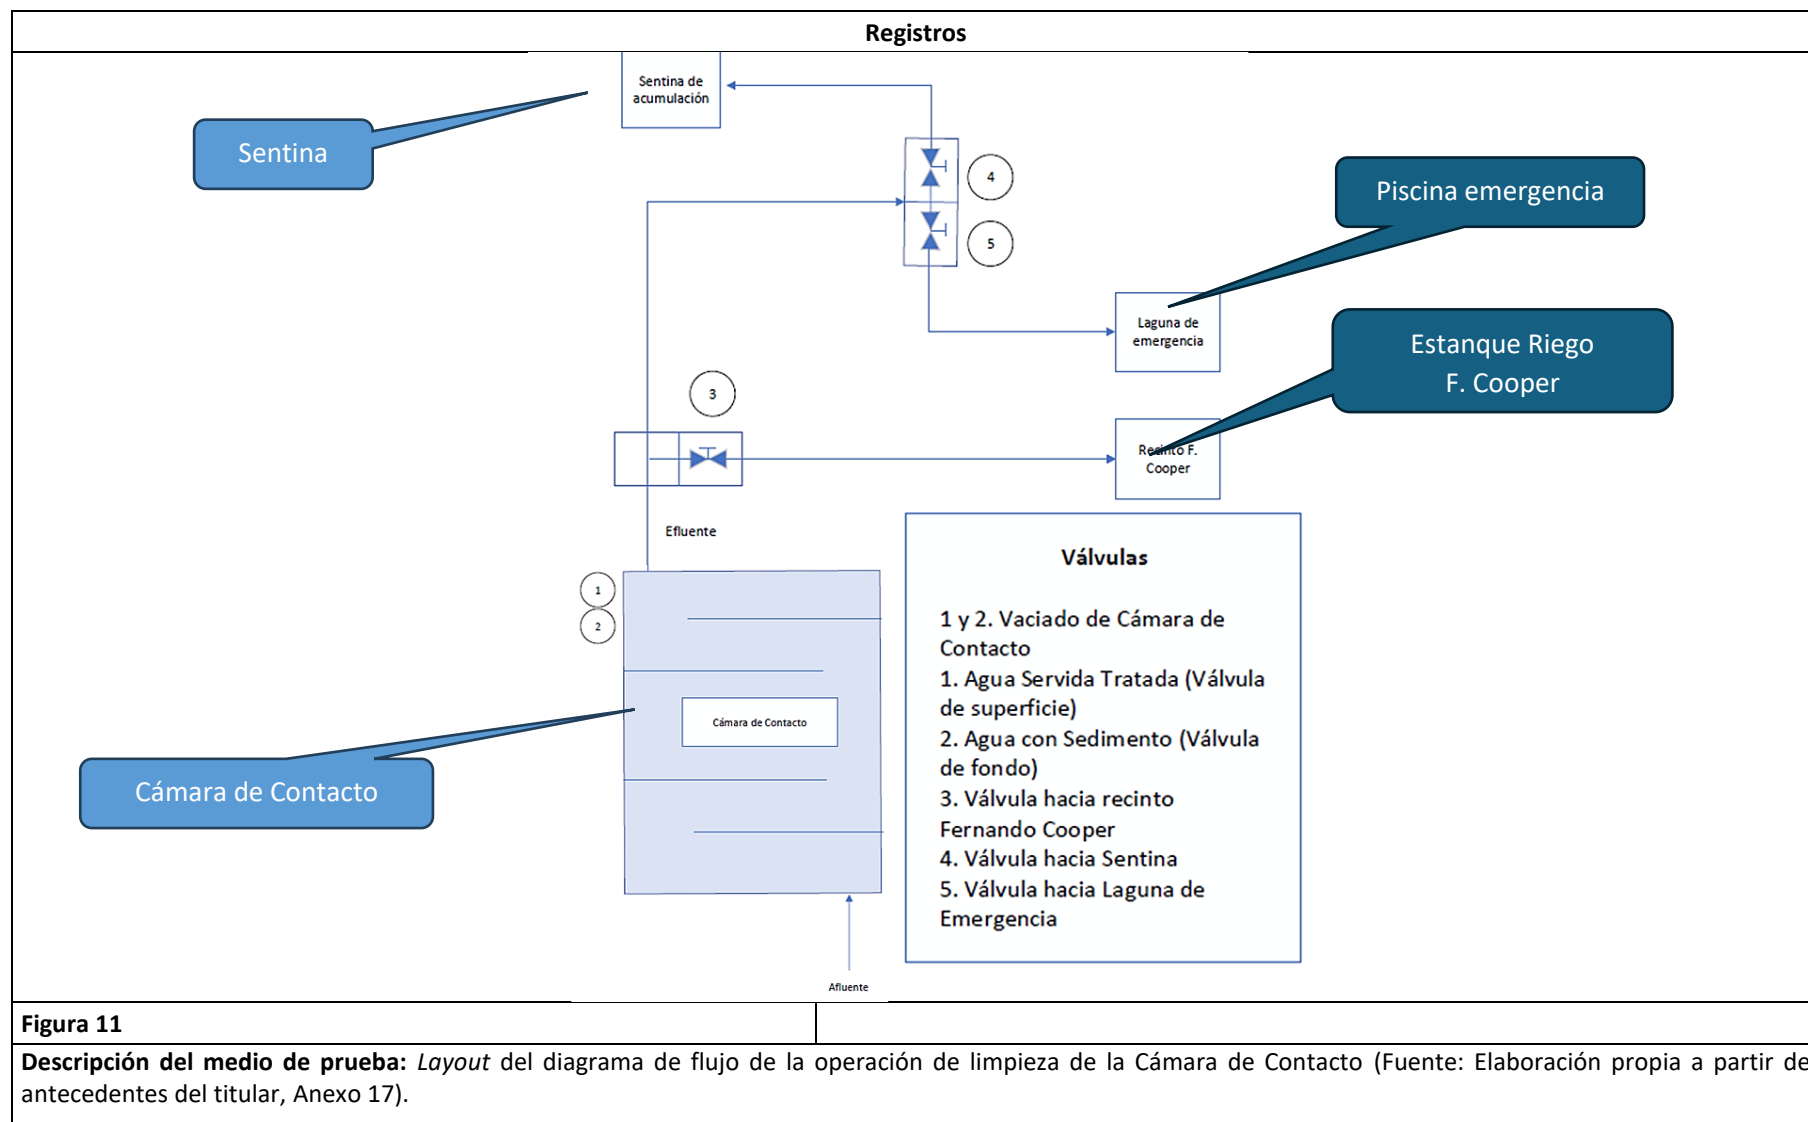 Registros
Sentina de
acumulación
Sentina
4
Piscina emergencia
5
Laguna de
emergencia
Estanque Riego
F. Cooper
3
Recinto F.
Cooper
Efluente
1
2
Cámara de Contacto
Cámara de Contacto
Válvulas
1 y 2. Vaciado de Cámara de
Contacto
1. Agua Servida Tratada (Válvula
de superficie)
2. Agua con Sedimento (Válvula
de fondo)
3. Válvula hacia recinto
Fernando Cooper
4. Válvula hacia Sentina
5. Válvula hacia Laguna de
Emergencia
Afluente
Figura 11
Descripción del medio de prueba: Layout del diagrama de flujo de la operación de limpieza de la Cámara de Contacto (Fuente: Elaboración propia a partir de
antecedentes del titular, Anexo 17).